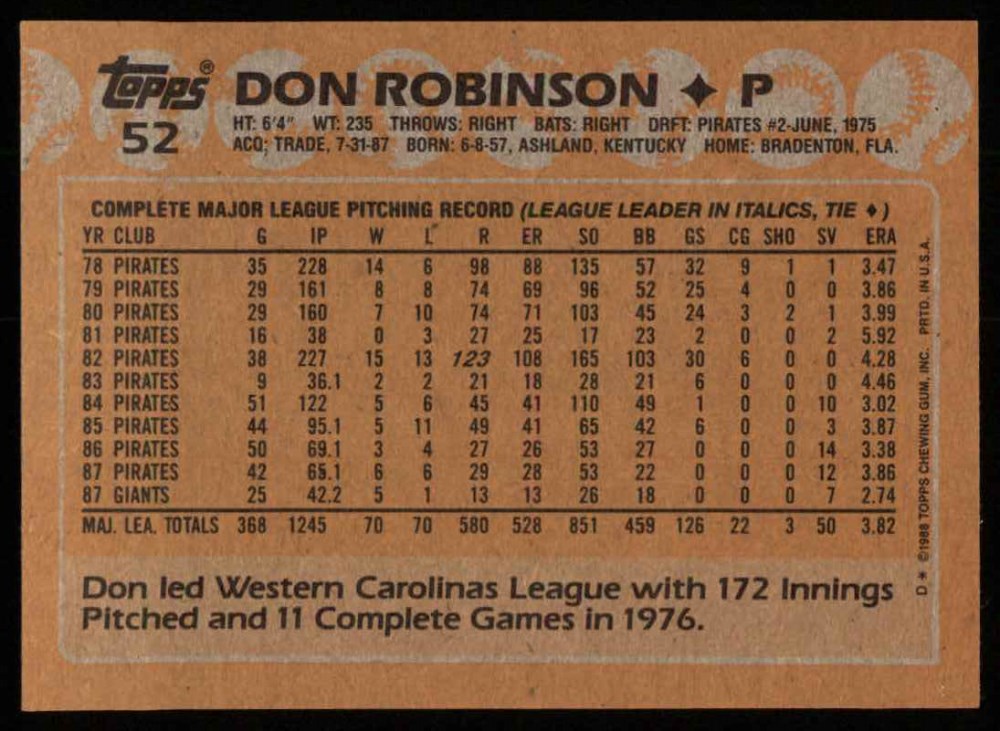 topps® DON ROBINSON ✦ P
52
HT: 6'4" WT: 235 THROWS: RIGHT BATS: RIGHT DRFT: PIRATES #2-JUNE, 1975
ACQ: TRADE, 7-31-87 BORN: 6-8-57, ASHLAND, KENTUCKY HOME: BRADENTON, FLA.
COMPLETE MAJOR LEAGUE PITCHING RECORD (LEAGUE LEADER IN ITALICS, TIE ♦)
YR CLUB G IP W L R ER SO BB GS CG SHO SV ERA
78 PIRATES 35 228 14 6 98 88 135 57 32 9 1 1 3.47
79 PIRATES 29 161 8 8 74 69 96 52 25 4 0 0 3.86
80 PIRATES 29 160 7 10 74 71 103 45 24 3 2 1 3.99
81 PIRATES 16 38 0 3 27 25 17 23 2 0 0 2 5.92
82 PIRATES 38 227 15 13 123 108 165 103 30 6 0 0 4.28
83 PIRATES 9 36.1 2 2 21 18 28 21 6 0 0 0 4.46
84 PIRATES 51 122 5 6 45 41 110 49 1 0 0 10 3.02
85 PIRATES 44 95.1 5 11 49 41 65 42 6 0 0 3 3.87
86 PIRATES 50 69.1 3 4 27 26 53 27 0 0 0 14 3.38
87 PIRATES 42 65.1 6 6 29 28 53 22 0 0 0 12 3.86
87 GIANTS 25 42.2 5 1 13 13 26 18 0 0 0 7 2.74
MAJ. LEA. TOTALS 368 1245 70 70 580 528 851 459 126 22 3 50 3.82
Don led Western Carolinas League with 172 Innings
Pitched and 11 Complete Games in 1976.
D* ©1988 TOPPS CHEWING GUM, INC. PRTD. IN U.S.A.